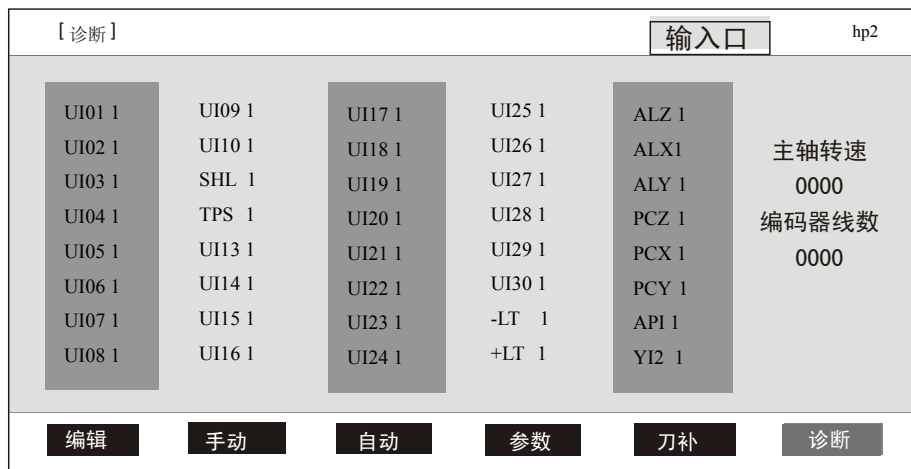 [诊断] 输入口 hp2
UI01 1 UI09 1 UI17 1 UI25 1 ALZ 1
UI02 1 UI10 1 UI18 1 UI26 1 ALX1 主轴转速
UI03 1 SHL 1 UI19 1 UI27 1 ALY 1 0000
UI04 1 TPS 1 UI20 1 UI28 1 PCZ 1 编码器线数
UI05 1 UI13 1 UI21 1 UI29 1 PCX 1 0000
UI06 1 UI14 1 UI22 1 UI30 1 PCY 1
UI07 1 UI15 1 UI23 1 -LT 1 API 1
UI08 1 UI16 1 UI24 1 +LT 1 YI2 1
编辑 手动 自动 参数 刀补 诊断